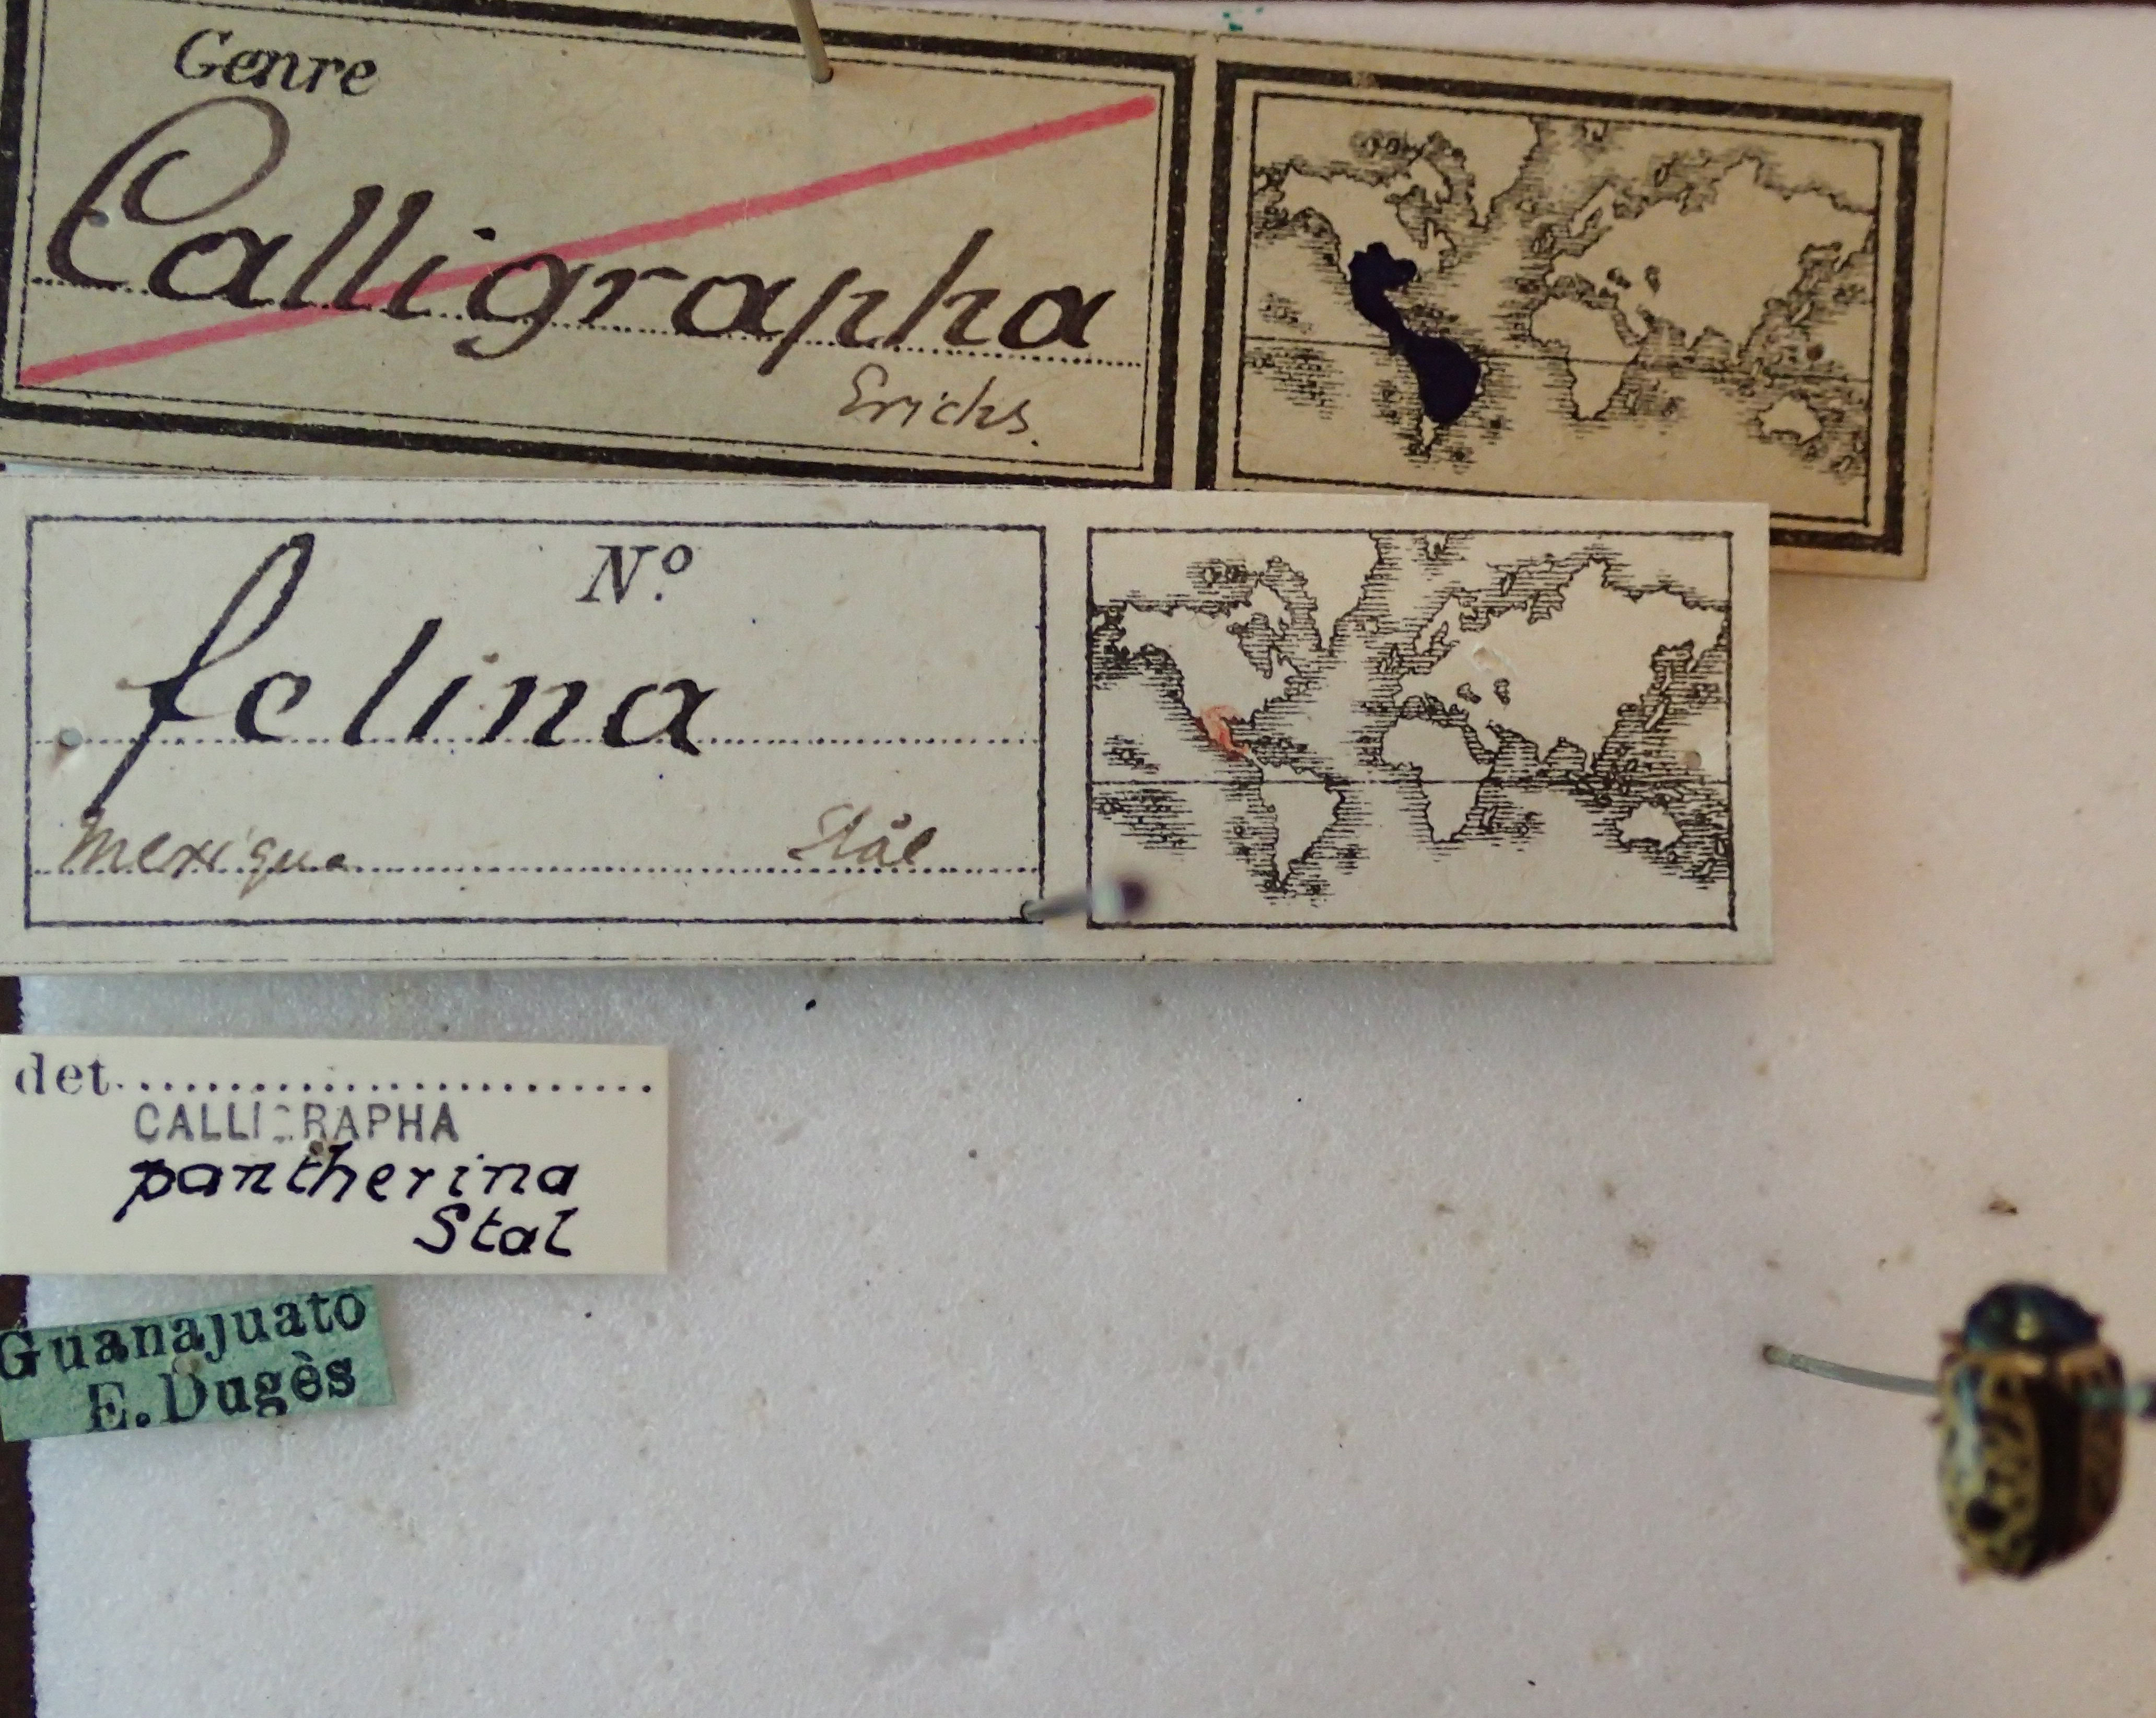 Genre
Calligrapha
Erichs.
N.º
felina
Mexique Stål
det.
CALLIGRAPHA
pantherina
Stal
Guanajuato
E. Dugès